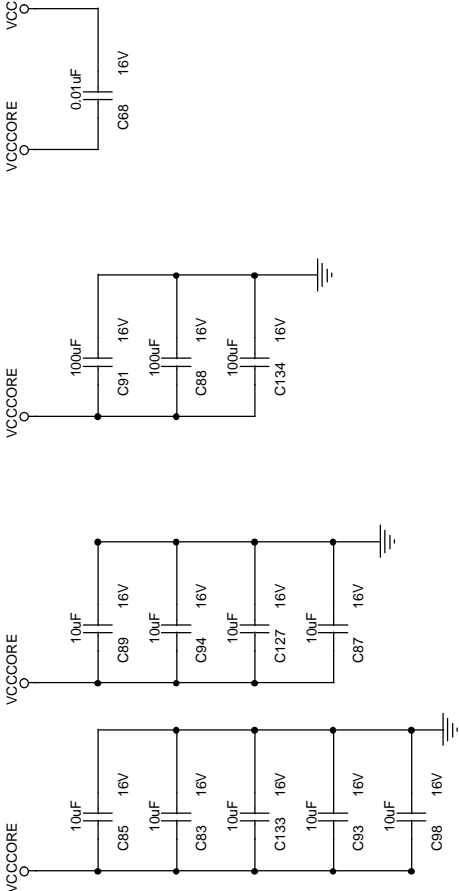 VCC
VCCCORE
0.01uF
16V
C68
VCCCORE
100uF
16V
C91
100uF
16V
C88
100uF
16V
C134
VCCCORE
10uF
16V
C89
10uF
16V
C94
10uF
16V
C127
10uF
16V
C87
VCCCORE
10uF
16V
C85
10uF
16V
C83
10uF
16V
C133
10uF
16V
C93
10uF
16V
C98